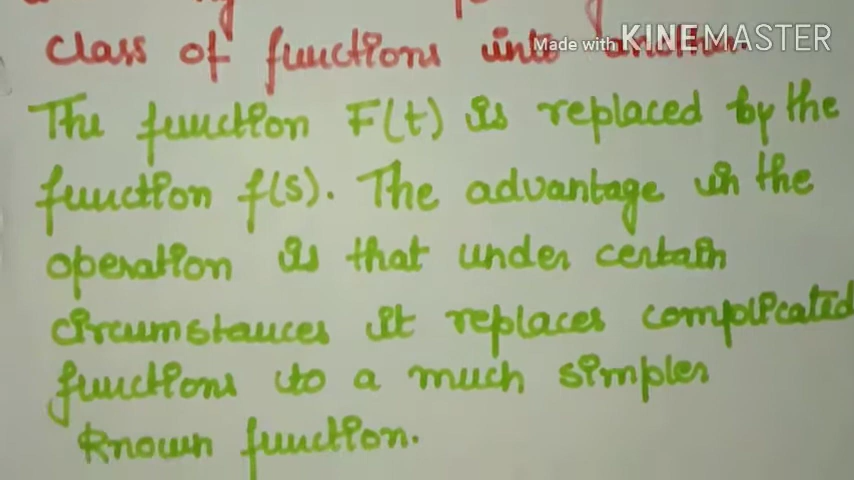 Made with KINEMASTER
class of functions into another
The function F(t) is replaced by the
function f(s). The advantage in the
operation is that under certain
circumstances it replaces complicated
functions to a much simpler
known function.